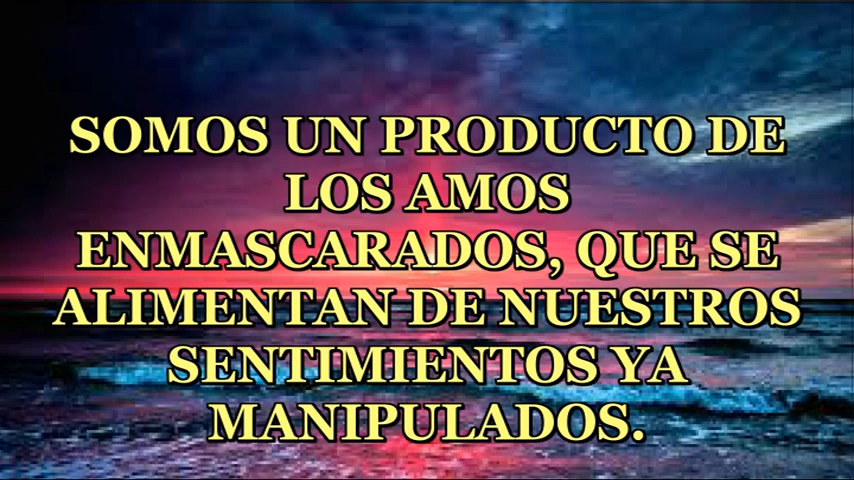 SOMOS UN PRODUCTO DE
LOS AMOS
ENMASCARADOS, QUE SE
ALIMENTAN DE NUESTROS
SENTIMIENTOS YA
MANIPULADOS.